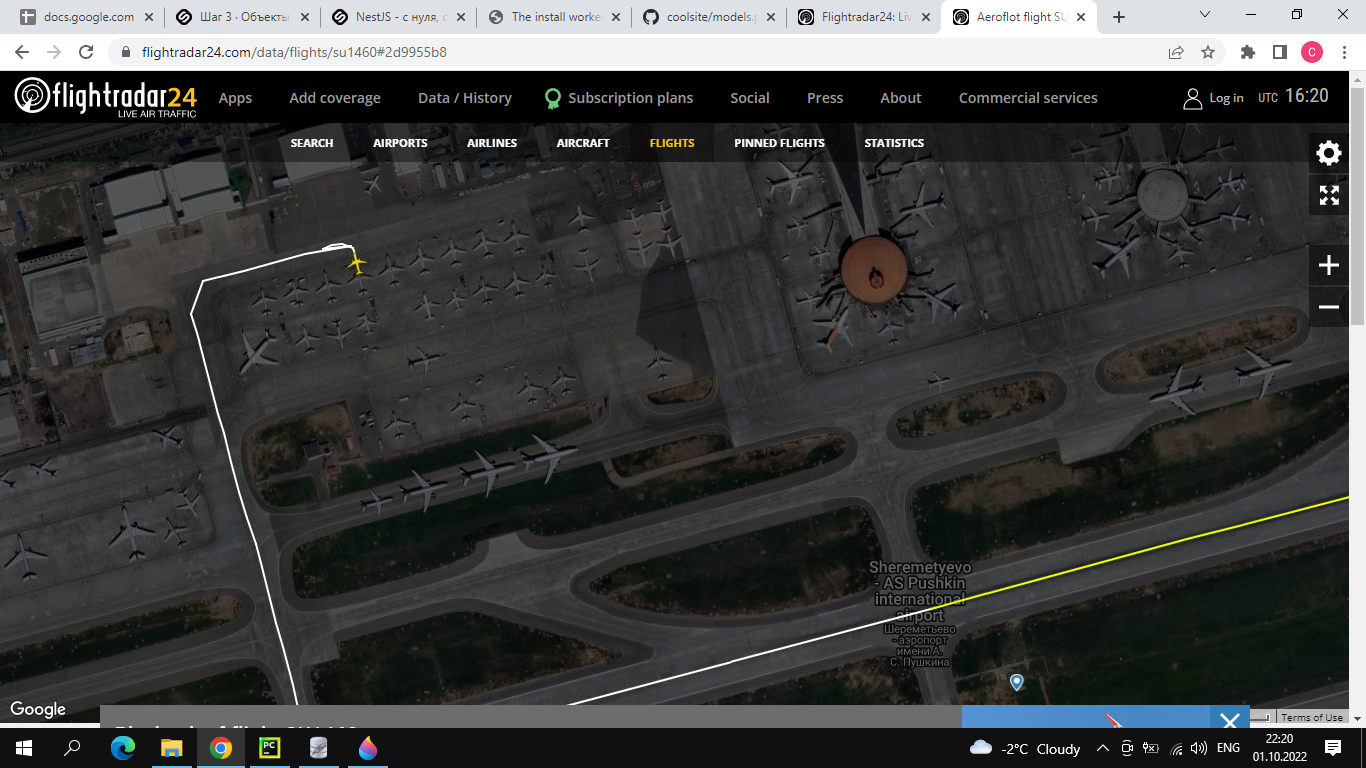 docs.google.com
Шаг 3 · Объекты
NestJS - с нуля, с
The install worke
coolsite/models.p
Flightradar24: Liv
Aeroflot flight SU
flightradar24.com/data/flights/su1460#2d9955b8
C
flightradar24
LIVE AIR TRAFFIC
Apps
Add coverage
Data / History
Subscription plans
Social
Press
About
Commercial services
Log in
UTC 16:20
SEARCH
AIRPORTS
AIRLINES
AIRCRAFT
FLIGHTS
PINNED FLIGHTS
STATISTICS
Sheremetyevo
- AS Pushkin
international
airport
Шереметьево
- аэропорт
имени А.
С. Пушкина
Google
Terms of Use
PC
-2°C Cloudy
ENG
22:20
01.10.2022